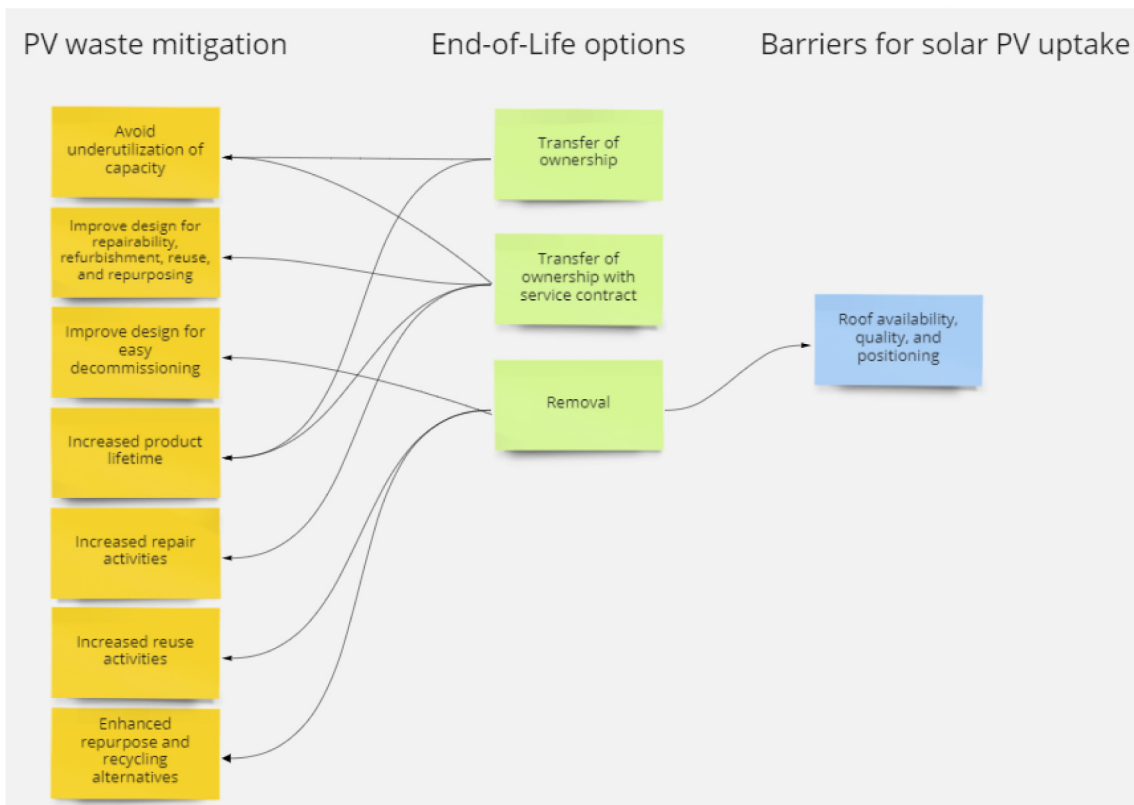 PV waste mitigation
End-of-Life options
Barriers for solar PV uptake
Avoid
underutilization of
capacity
Improve design for
repairability,
refurbishment, reuse,
and repurposing
Improve design for
easy
decommissioning
Increased product
lifetime
Increased repair
activities
Increased reuse
activities
Enhanced
repurpose and
recycling
alternatives
Transfer of
ownership
Transfer of
ownership with
service contract
Removal
Roof availability,
quality, and
positioning